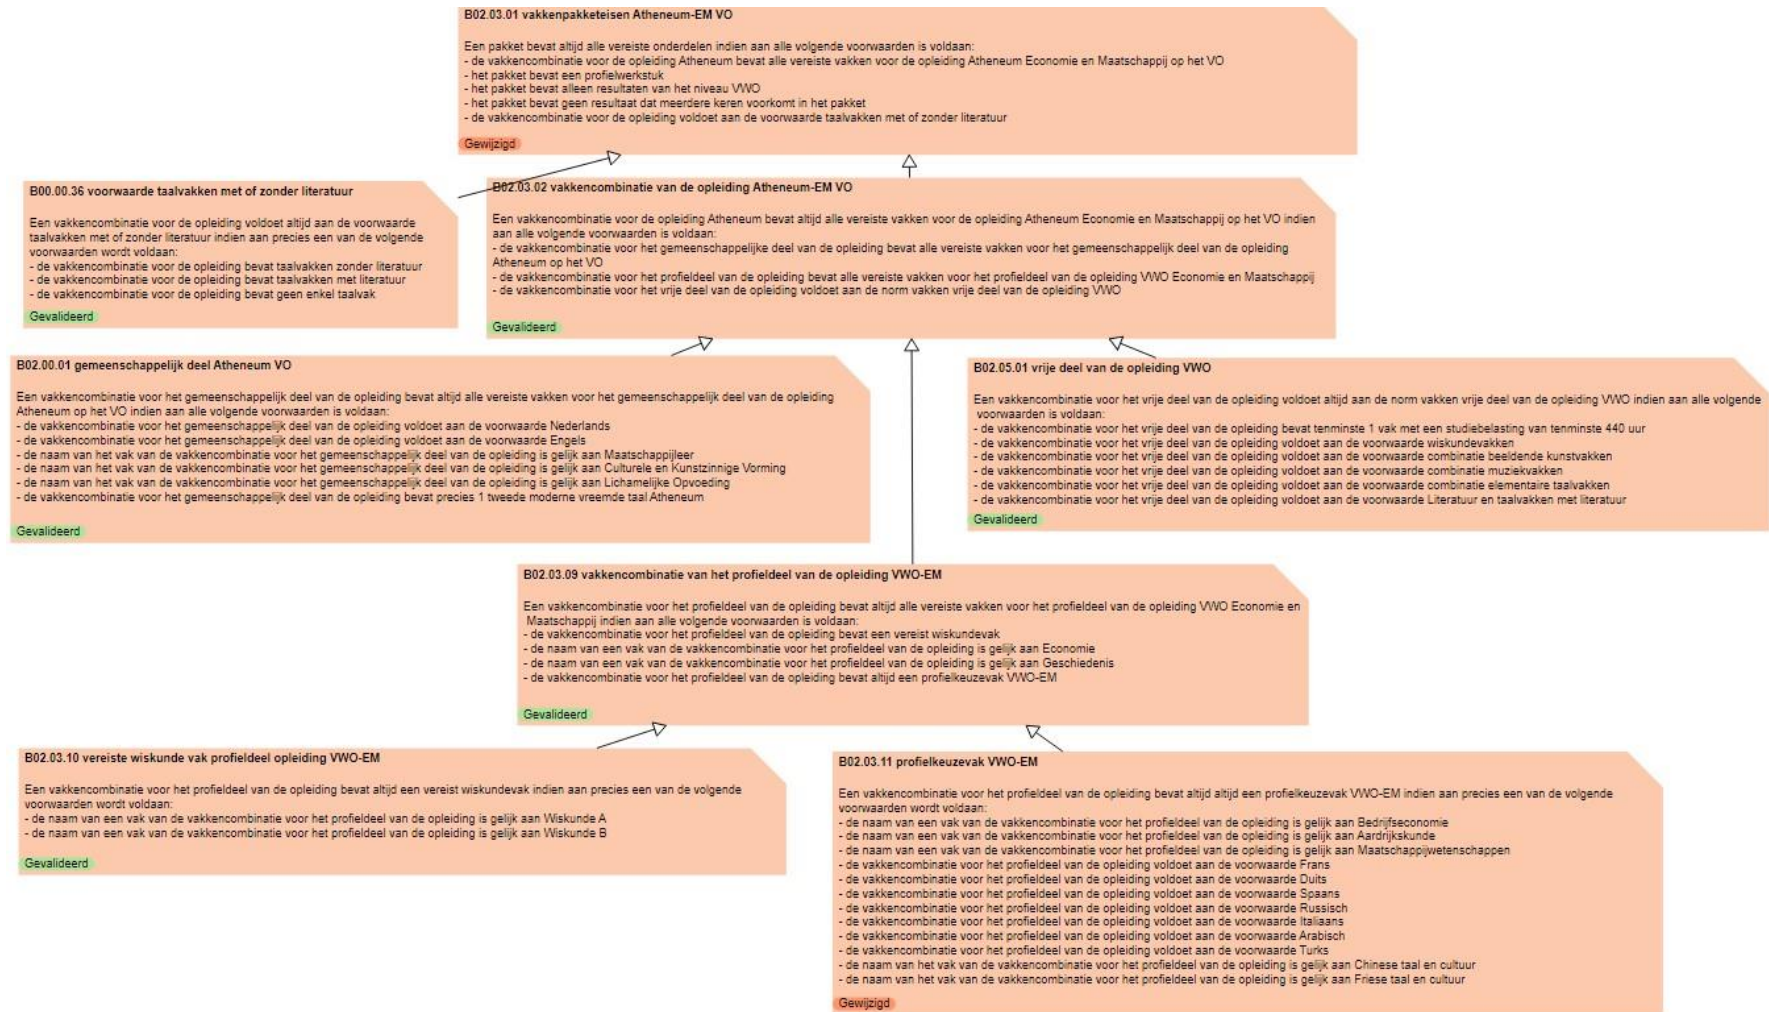 B02.03.01 vakkenpakketeisen Atheneum-EM VO
Een pakket bevat altijd alle vereiste onderdelen indien aan alle volgende voorwaarden is voldaan:
- de vakkencombinatie voor de opleiding Atheneum bevat alle vereiste vakken voor de opleiding Atheneum Economie en Maatschappij op het VO
- het pakket bevat een profielwerkstuk
- het pakket bevat alleen resultaten van het niveau VWO
- het pakket bevat geen resultaat dat meerdere keren voorkomt in het pakket
- de vakkencombinatie voor de opleiding voldoet aan de voorwaarde taalvakken met of zonder literatuur
Gewijzigd
B00.00.36 voorwaarde taalvakken met of zonder literatuur
Een vakkencombinatie voor de opleiding voldoet altijd aan de voorwaarde
taalvakken met of zonder literatuur indien aan precies een van de volgende
voorwaarden wordt voldaan:
- de vakkencombinatie voor de opleiding bevat taalvakken zonder literatuur
- de vakkencombinatie voor de opleiding bevat taalvakken met literatuur
- de vakkencombinatie voor de opleiding bevat geen enkel taalvak
Gevalideerd
B02.03.02 vakkencombinatie van de opleiding Atheneum-EM VO
Een vakkencombinatie voor de opleiding Atheneum bevat altijd alle vereiste vakken voor de opleiding Atheneum Economie en Maatschappij op het VO indien
aan alle volgende voorwaarden is voldaan:
- de vakkencombinatie voor het gemeenschappelijke deel van de opleiding bevat alle vereiste vakken voor het gemeenschappelijk deel van de opleiding
Atheneum op het VO
- de vakkencombinatie voor het profieldeel van de opleiding bevat alle vereiste vakken voor het profieldeel van de opleiding VWO Economie en Maatschappij
- de vakkencombinatie voor het vrije deel van de opleiding voldoet aan de norm vakken vrije deel van de opleiding VWO
Gevalideerd
B02.00.01 gemeenschappelijk deel Atheneum VO
Een vakkencombinatie voor het gemeenschappelijk deel van de opleiding bevat altijd alle vereiste vakken voor het gemeenschappelijk deel van de opleiding
Atheneum op het VO indien aan alle volgende voorwaarden is voldaan:
- de vakkencombinatie voor het gemeenschappelijk deel van de opleiding voldoet aan de voorwaarde Nederlands
- de vakkencombinatie voor het gemeenschappelijk deel van de opleiding voldoet aan de voorwaarde Engels
- de naam van het vak van de vakkencombinatie voor het gemeenschappelijk deel van de opleiding is gelijk aan Maatschappijleer
- de naam van het vak van de vakkencombinatie voor het gemeenschappelijk deel van de opleiding is gelijk aan Culturele en Kunstzinnige Vorming
- de naam van het vak van de vakkencombinatie voor het gemeenschappelijk deel van de opleiding is gelijk aan Lichamelijke Opvoeding
- de vakkencombinatie voor het gemeenschappelijk deel van de opleiding bevat precies 1 tweede moderne vreemde taal Atheneum
Gevalideerd
B02.05.01 vrije deel van de opleiding VWO
Een vakkencombinatie voor het vrije deel van de opleiding voldoet altijd aan de norm vakken vrije deel van de opleiding VWO indien aan alle volgende
voorwaarden is voldaan:
- de vakkencombinatie voor het vrije deel van de opleiding bevat tenminste 1 vak met een studiebelasting van tenminste 440 uur
- de vakkencombinatie voor het vrije deel van de opleiding voldoet aan de voorwaarde wiskundevakken
- de vakkencombinatie voor het vrije deel van de opleiding voldoet aan de voorwaarde combinatie beeldende kunstvakken
- de vakkencombinatie voor het vrije deel van de opleiding voldoet aan de voorwaarde combinatie muziekvakken
- de vakkencombinatie voor het vrije deel van de opleiding voldoet aan de voorwaarde combinatie elementaire taalvakken
- de vakkencombinatie voor het vrije deel van de opleiding voldoet aan de voorwaarde Literatuur en taalvakken met literatuur
Gevalideerd
B02.03.09 vakkencombinatie van het profieldeel van de opleiding VWO-EM
Een vakkencombinatie voor het profieldeel van de opleiding bevat altijd alle vereiste vakken voor het profieldeel van de opleiding VWO Economie en
Maatschappij indien aan alle volgende voorwaarden is voldaan:
- de vakkencombinatie voor het profieldeel van de opleiding bevat een vereist wiskundevak
- de naam van een vak van de vakkencombinatie voor het profieldeel van de opleiding is gelijk aan Economie
- de naam van een vak van de vakkencombinatie voor het profieldeel van de opleiding is gelijk aan Geschiedenis
- de vakkencombinatie voor het profieldeel van de opleiding bevat altijd een profielkeuzevak VWO-EM
Gevalideerd
B02.03.10 vereiste wiskunde vak profieldeel opleiding VWO-EM
Een vakkencombinatie voor het profieldeel van de opleiding bevat altijd een vereist wiskundevak indien aan precies een van de volgende
voorwaarden wordt voldaan:
- de naam van een vak van de vakkencombinatie voor het profieldeel van de opleiding is gelijk aan Wiskunde A
- de naam van een vak van de vakkencombinatie voor het profieldeel van de opleiding is gelijk aan Wiskunde B
Gevalideerd
B02.03.11 profielkeuzevak VWO-EM
Een vakkencombinatie voor het profieldeel van de opleiding bevat altijd altijd een profielkeuzevak VWO-EM indien aan precies een van de volgende
voorwaarden wordt voldaan:
- de naam van een vak van de vakkencombinatie voor het profieldeel van de opleiding is gelijk aan Bedrijfseconomie
- de naam van een vak van de vakkencombinatie voor het profieldeel van de opleiding is gelijk aan Aardrijkskunde
- de naam van een vak van de vakkencombinatie voor het profieldeel van de opleiding is gelijk aan Maatschappijwetenschappen
- de vakkencombinatie voor het profieldeel van de opleiding voldoet aan de voorwaarde Frans
- de vakkencombinatie voor het profieldeel van de opleiding voldoet aan de voorwaarde Duits
- de vakkencombinatie voor het profieldeel van de opleiding voldoet aan de voorwaarde Spaans
- de vakkencombinatie voor het profieldeel van de opleiding voldoet aan de voorwaarde Russisch
- de vakkencombinatie voor het profieldeel van de opleiding voldoet aan de voorwaarde Italiaans
- de vakkencombinatie voor het profieldeel van de opleiding voldoet aan de voorwaarde Arabisch
- de vakkencombinatie voor het profieldeel van de opleiding voldoet aan de voorwaarde Turks
- de naam van het vak van de vakkencombinatie voor het profieldeel van de opleiding is gelijk aan Chinese taal en cultuur
- de naam van het vak van de vakkencombinatie voor het profieldeel van de opleiding is gelijk aan Friese taal en cultuur
Gewijzigd